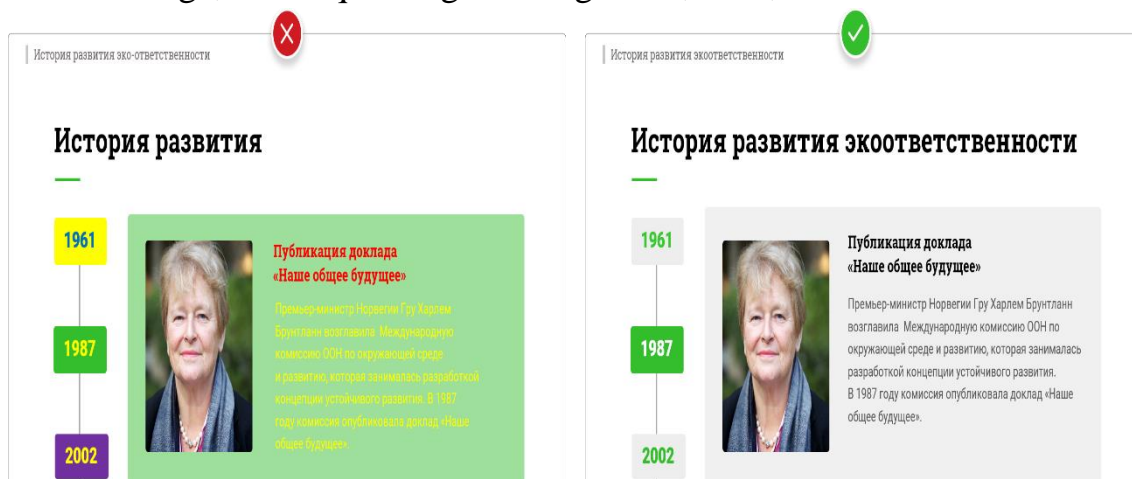 История развития эко-ответственности
История развития
1961
1987
2002
Публикация доклада
«Наше общее будущее»
Премьер-министр Норвегии Гру Харлем
Брунтланн возглавила Международную
комиссию ООН по окружающей среде
и развитию, которая занималась разработкой
концепции устойчивого развития. В 1987
году комиссия опубликовала доклад «Наше
общее будущее».
История развития экоответственности
История развития экоответственности
1961
1987
2002
Публикация доклада
«Наше общее будущее»
Премьер-министр Норвегии Гру Харлем Брунтланн
возглавила Международную комиссию ООН по
окружающей среде и развитию, которая занималась
разработкой концепции устойчивого развития.
В 1987 году комиссия опубликовала доклад «Наше
общее будущее».